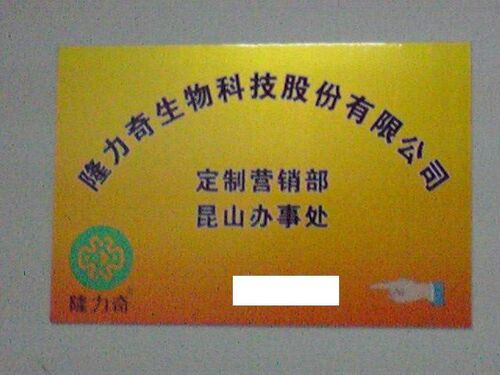 隆力奇生物科技股份有限公司
定制营销部
昆山办事处
隆力奇®